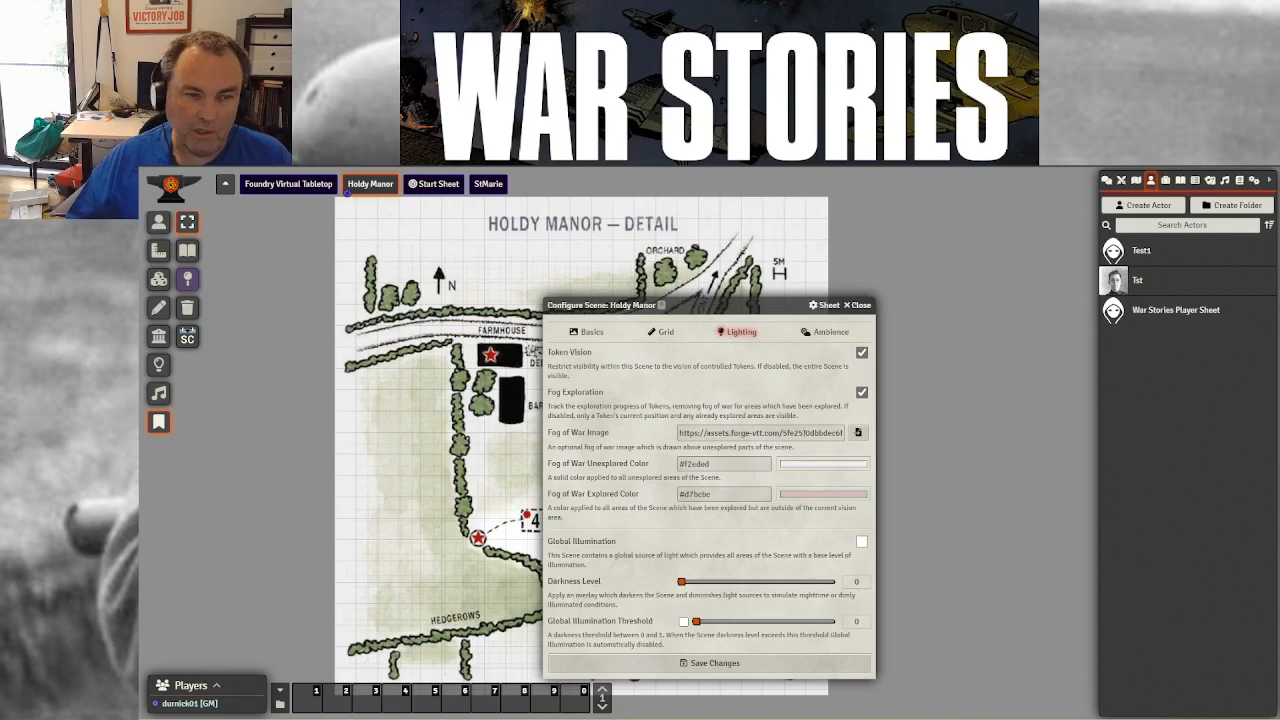 VICTORY JOB
WAR STORIES
Foundry Virtual Tabletop
Holdy Manor
Start Sheet
StMarie
Create Actor
Create Folder
Search Actors
Test1
Tst
War Stories Player Sheet
SC
HOLDY MANOR — DETAIL
ORCHARD
5M
N
FARMHOUSE
HEDGEROWS
4
Configure Scene: Holdy Manor
Sheet
Close
Basics
Grid
Lighting
Ambience
Token Vision
Restrict visibility within this Scene to the vision of controlled Tokens. If disabled, the entire Scene is
visible.
Fog Exploration
Track the exploration progress of Tokens, removing fog of war for areas which have been explored. If
disabled, only a Token's current position and any already explored areas are visible.
Fog of War Image
An optional fog of war image which is drawn above unexplored parts of the scene.
Fog of War Unexplored Color
#f2eded
A solid color applied to all unexplored areas of the Scene.
Fog of War Explored Color
A color applied to all areas of the Scene which have been explored but are outside of the current vision
area.
Global Illumination
This Scene contains a global source of light which provides all areas of the Scene with a base level of
illumination.
Darkness Level
0
Apply an overlay which darkens the Scene and diminishes light sources to simulate nighttime or dimly
illuminated conditions.
Global Illumination Threshold
0
A darkness threshold between 0 and 1. When the Scene darkness level exceeds this threshold Global
Illumination is automatically disabled.
Save Changes
Players
durnick01 [GM]
1 2 3 4 5 6 7 8 9 0
1